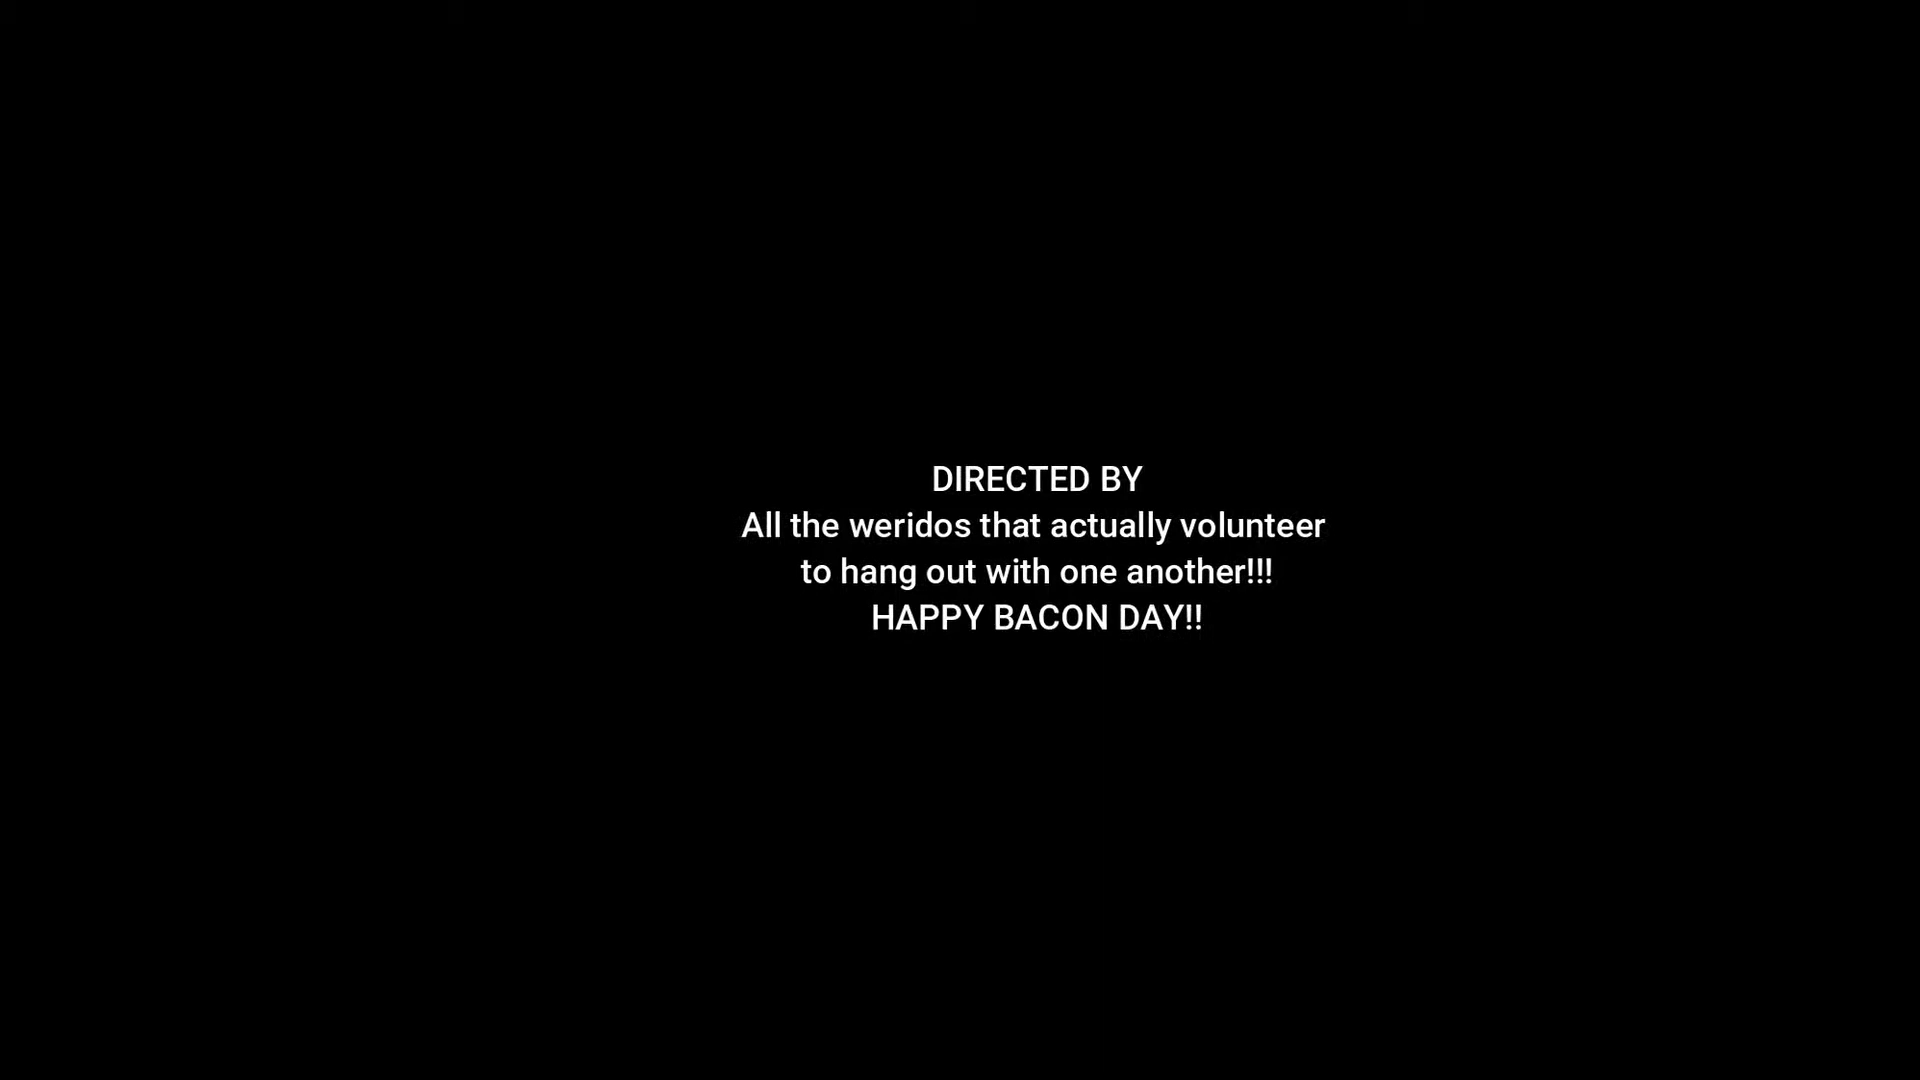 DIRECTED BY
All the weridos that actually volunteer
to hang out with one another!!!
HAPPY BACON DAY!!